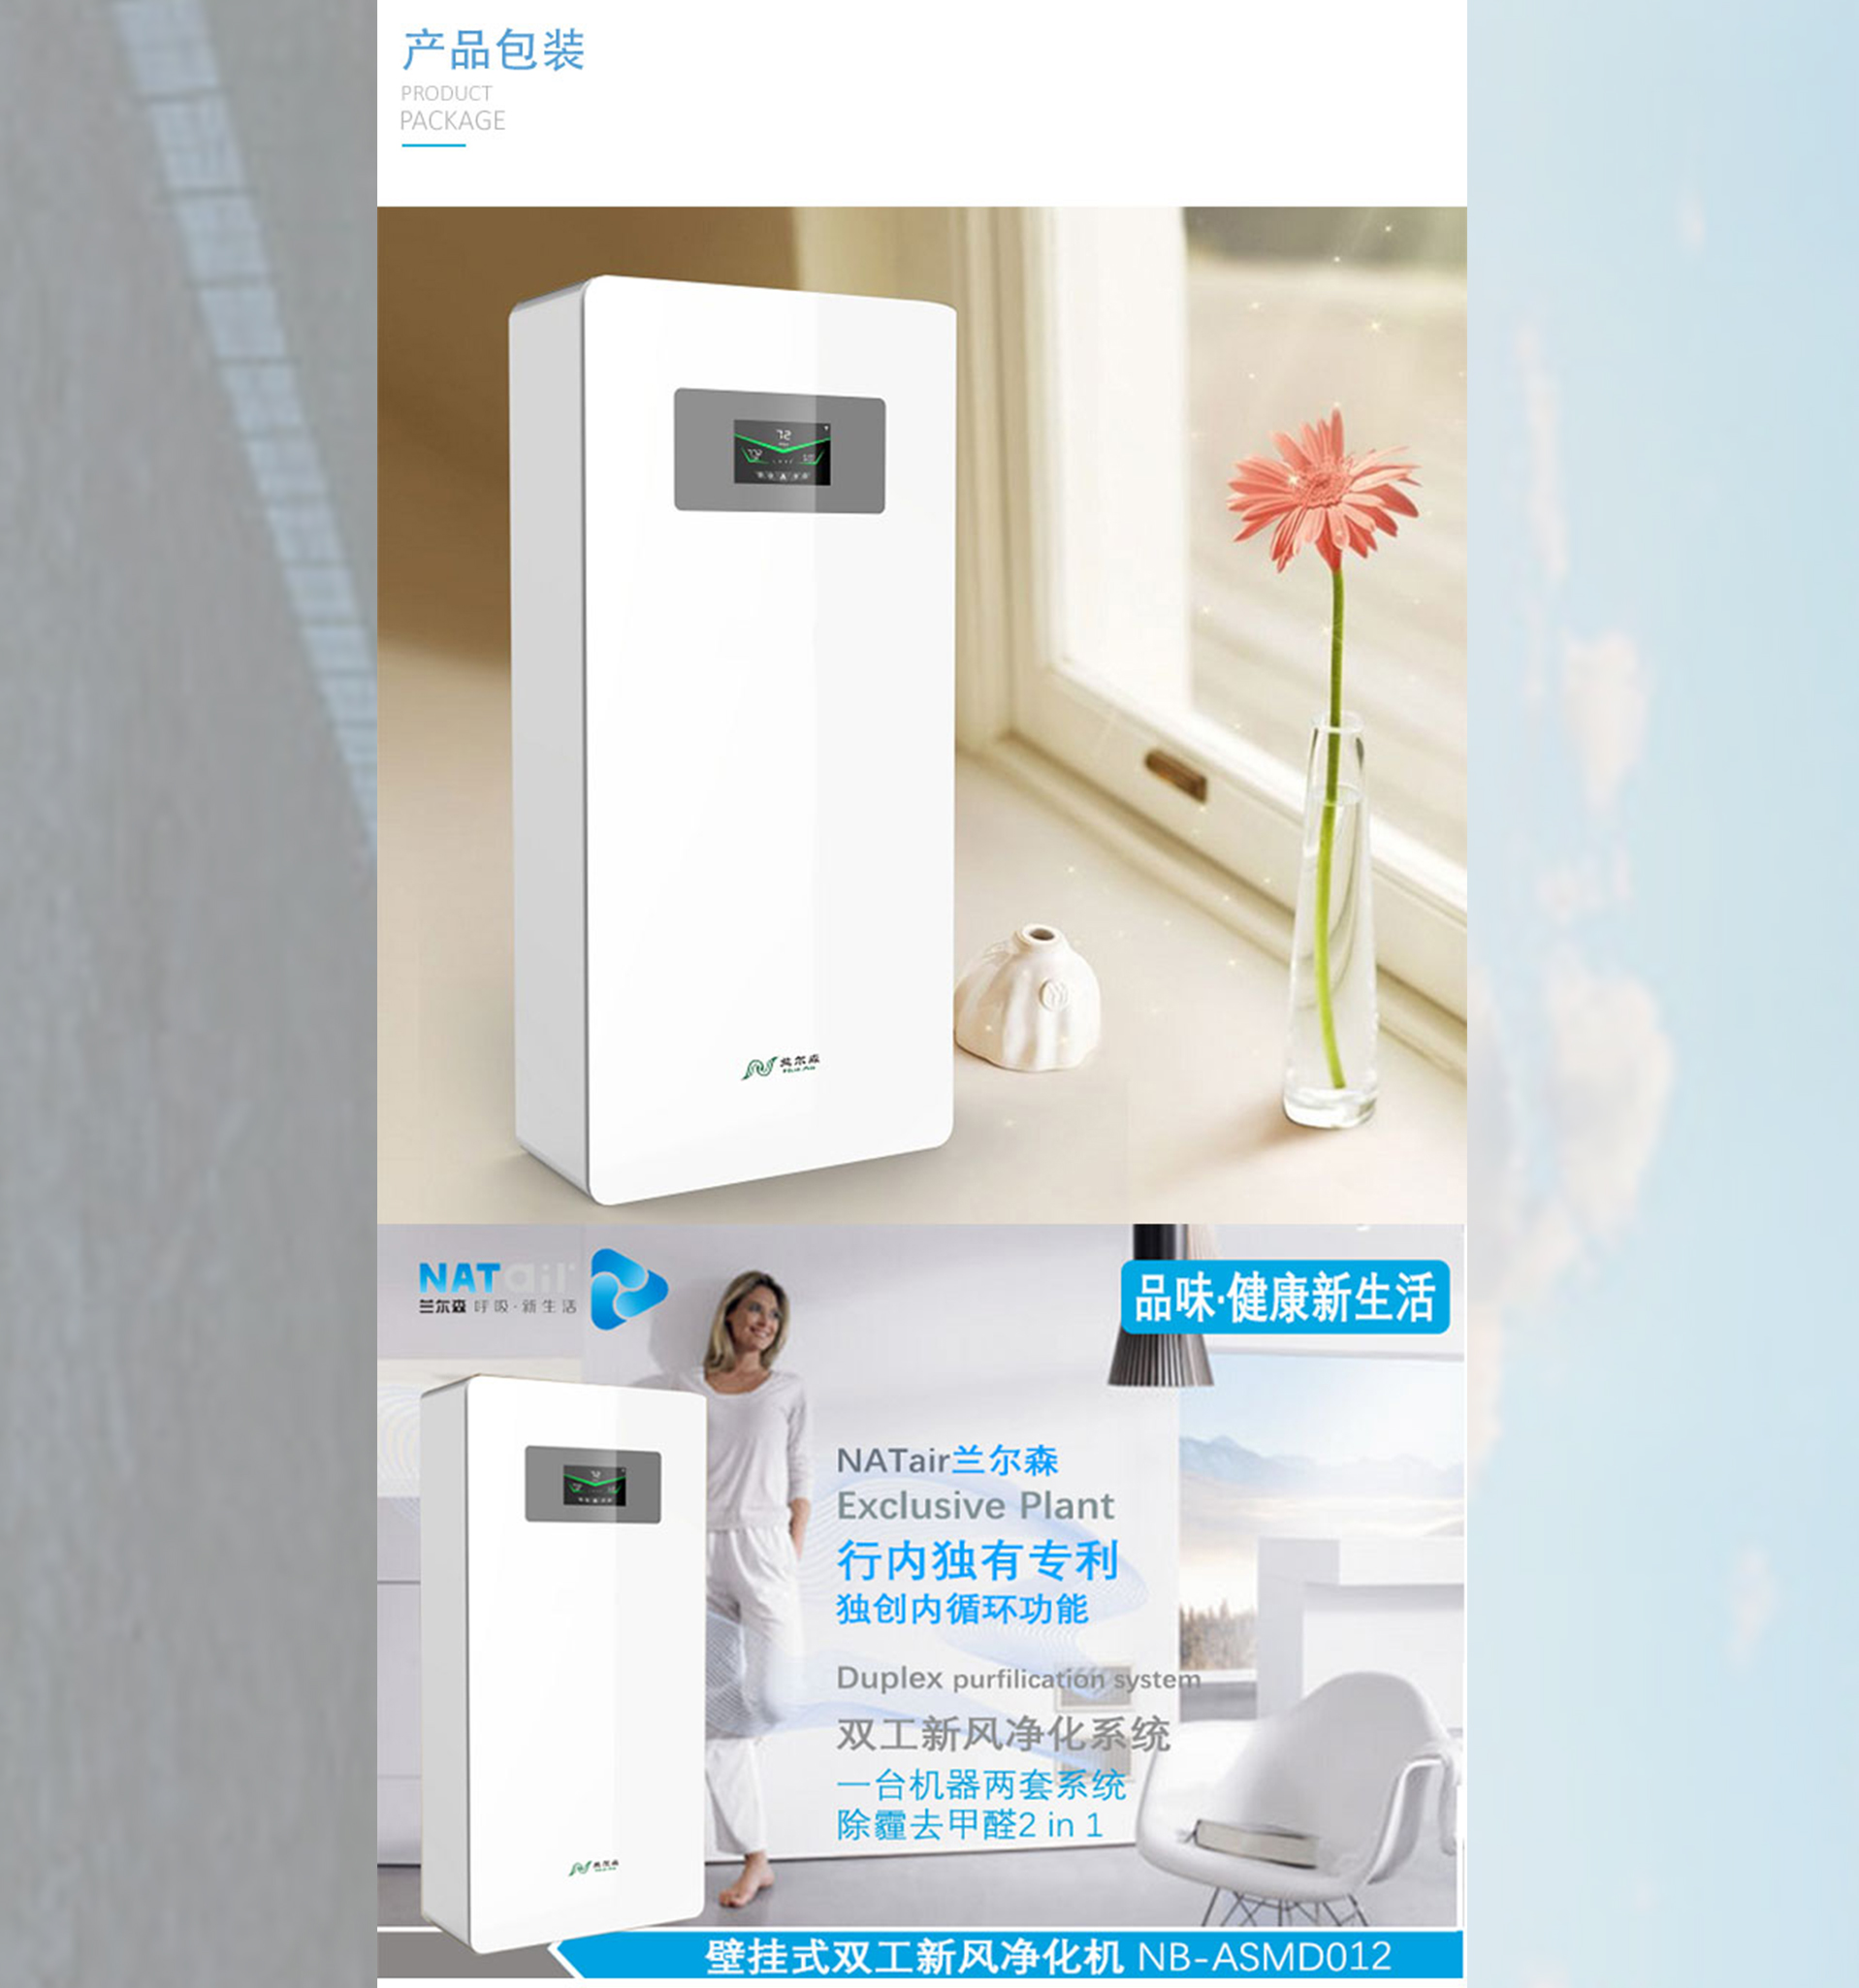 产品包装
PRODUCT
PACKAGE
72
NATair
兰尔森 呼吸·新生活
品味·健康新生活
NATair兰尔森
Exclusive Plant
行内独有专利
独创内循环功能
Duplex purfilication system
双工新风净化系统
一台机器两套系统
除霾去甲醛2 in 1
壁挂式双工新风净化机 NB-ASMD012